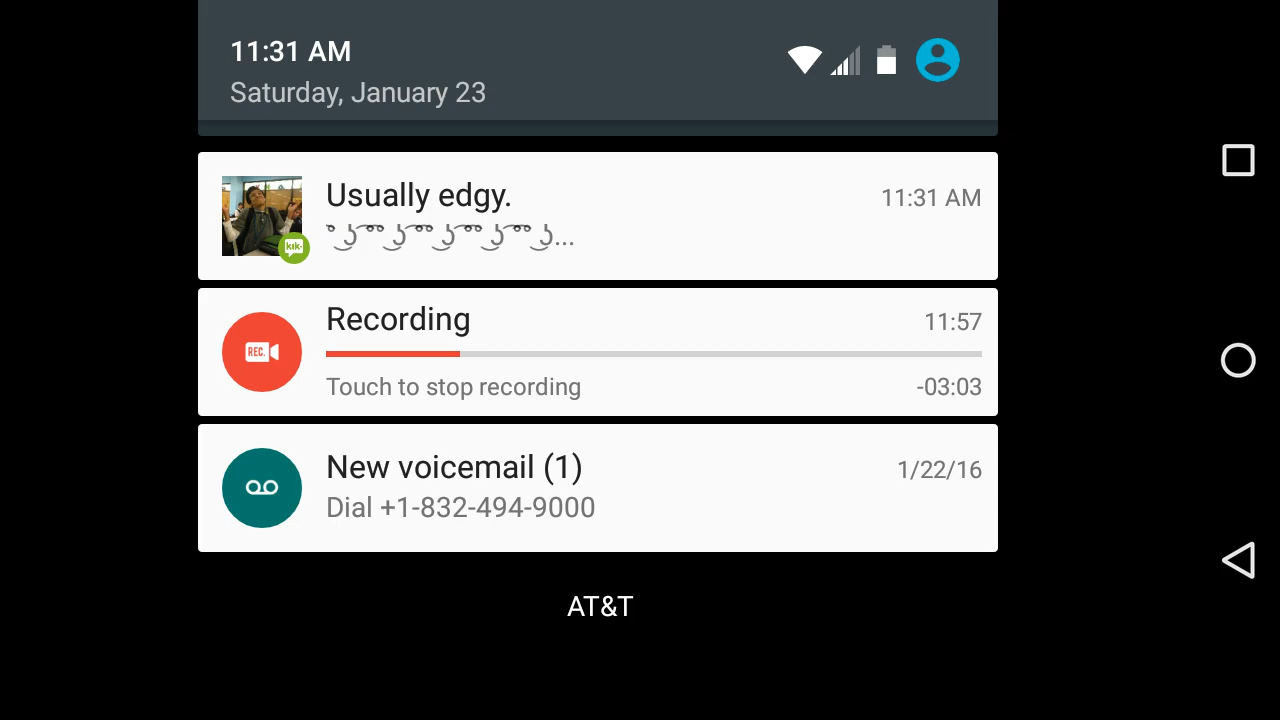 11:31 AM
Saturday, January 23
Usually edgy.
11:31 AM
kik
Recording
11:57
REC.
Touch to stop recording
-03:03
New voicemail (1)
1/22/16
Dial +1-832-494-9000
AT&T